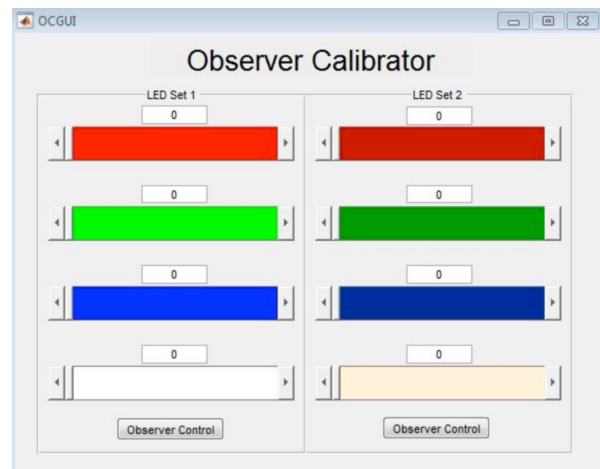 OCGUI
Observer Calibrator
LED Set 1
0
0
0
0
Observer Control
LED Set 2
0
0
0
0
Observer Control